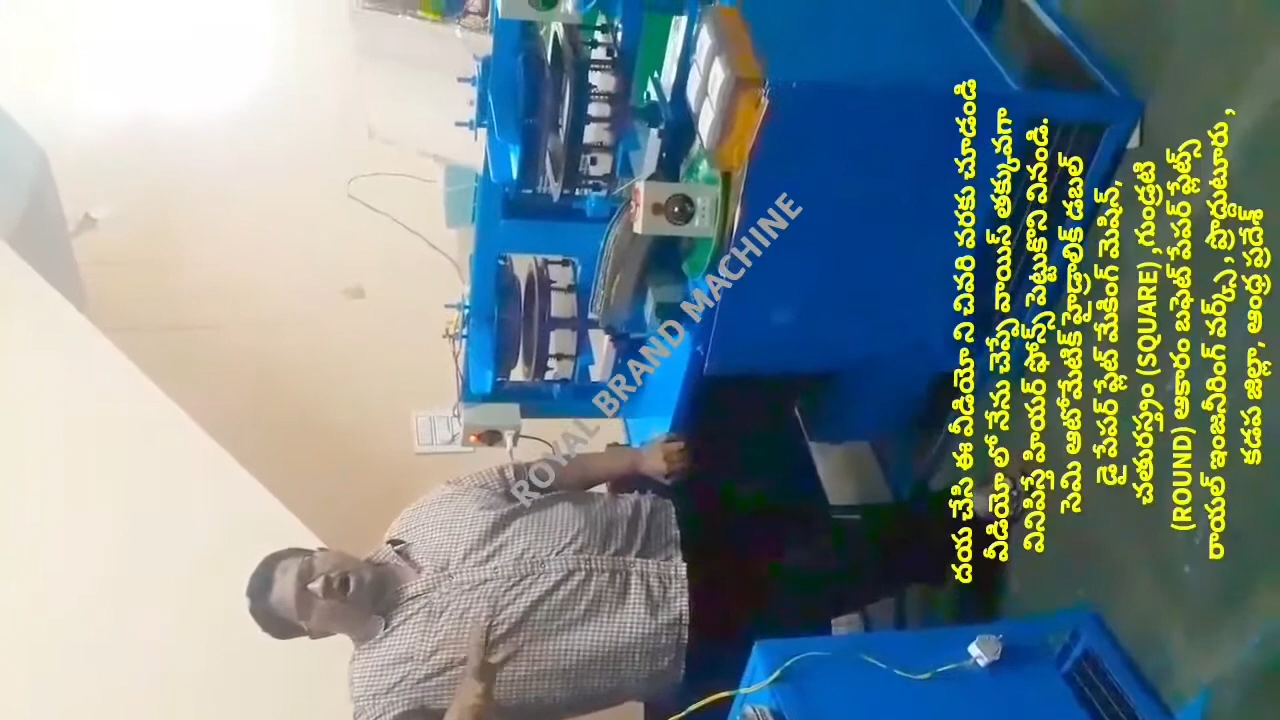 దయ చేసి ఈ వీడియో ని చివరి వరకు చూడండి
వీడియో లో నేను చెప్పే వాయిస్ తక్కువగా
వినిపిస్తే హియర్ ఫోన్స్ పెట్టుకొని వినండి.
సెమి ఆటోమేటిక్ హైడ్రాలిక్ డబల్
డై పేపర్ ప్లేట్ మేకింగ్ మెషిన్,
చతురస్త్రం (SQUARE) ,గుండ్రటి
(ROUND) ఆకారం బఫెట్ పేపర్ ప్లేట్స్
రాయల్ ఇంజనీరింగ్ వర్క్స్ , ప్రొద్దుటూరు ,
కడప జిల్లా , ఆంధ్ర ప్రదేశ్
ROYAL BRAND MACHINE